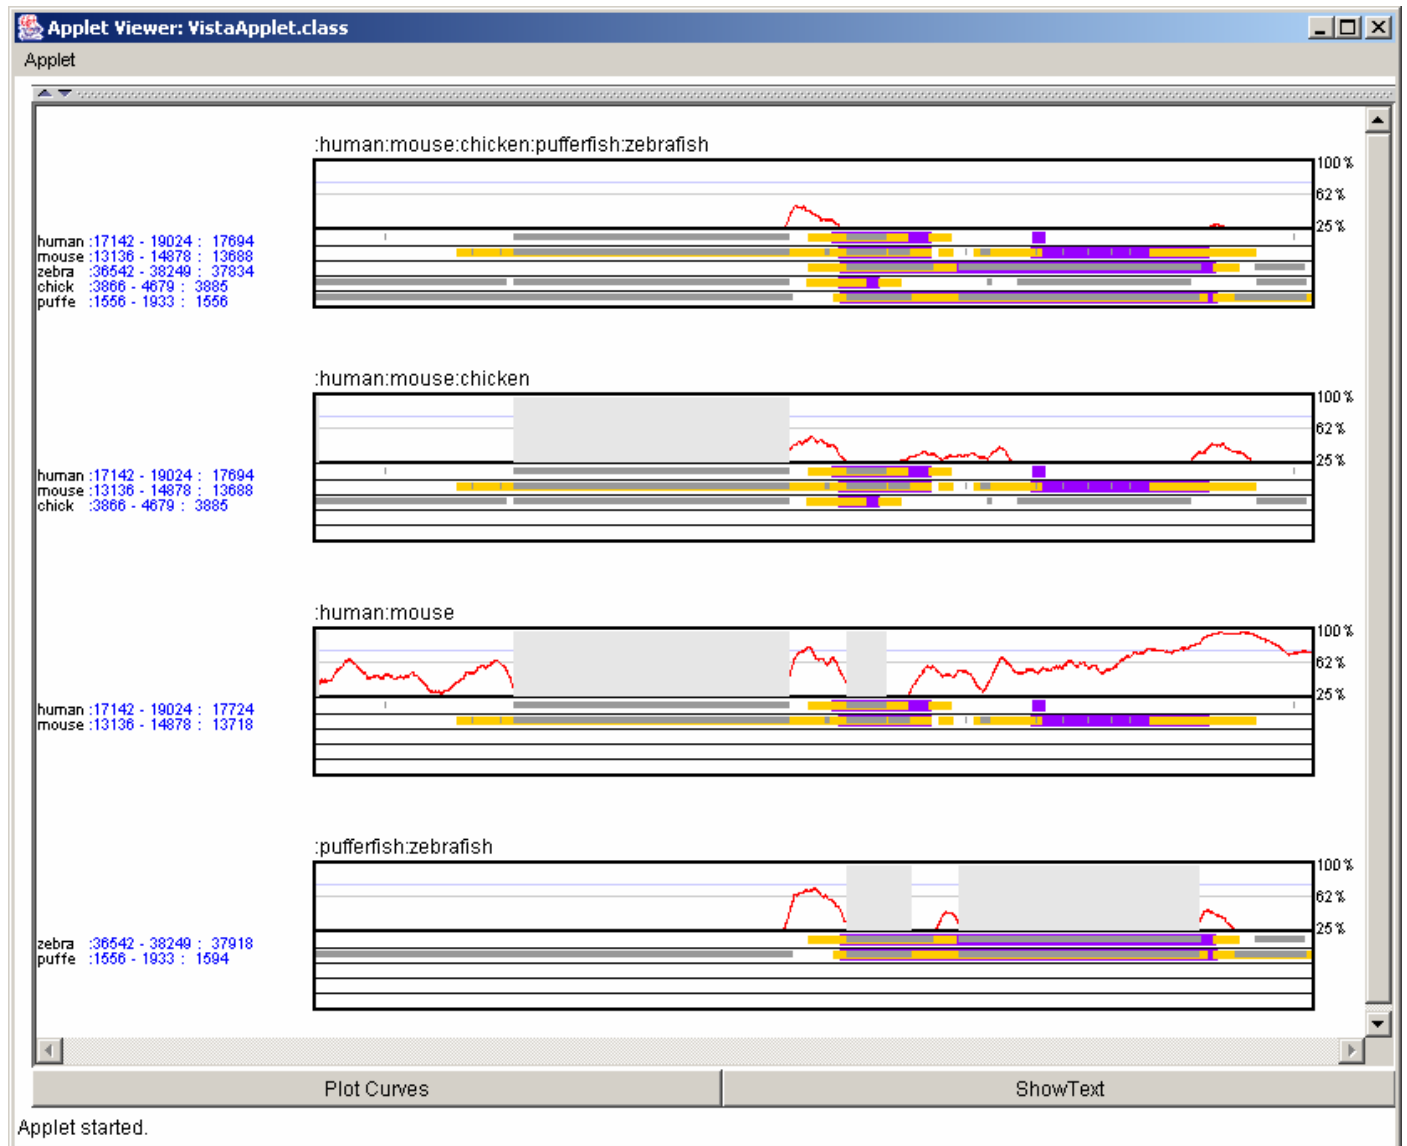 Applet Viewer: VistaApplet.class
Applet
:human:mouse:chicken:pufferfish:zebrafish
100 %
62 %
25 %
human :17142 - 19024 : 17694
mouse :13136 - 14878 : 13688
zebra :36542 - 38249 : 37834
chick :3866 - 4679 : 3885
puffe :1556 - 1933 : 1556
:human:mouse:chicken
100 %
62 %
25 %
human :17142 - 19024 : 17694
mouse :13136 - 14878 : 13688
chick :3866 - 4679 : 3885
:human:mouse
100 %
62 %
25 %
human :17142 - 19024 : 17724
mouse :13136 - 14878 : 13718
:pufferfish:zebrafish
100 %
62 %
25 %
zebra :36542 - 38249 : 37918
puffe :1556 - 1933 : 1594
Plot Curves
ShowText
Applet started.